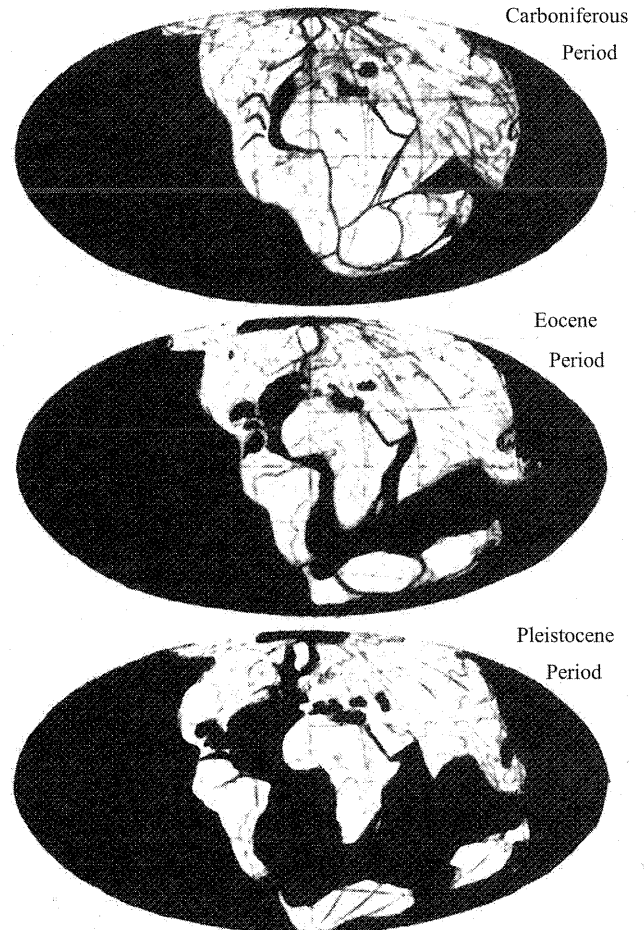 Carboniferous
Period
Eocene
Period
Pleistocene
Period